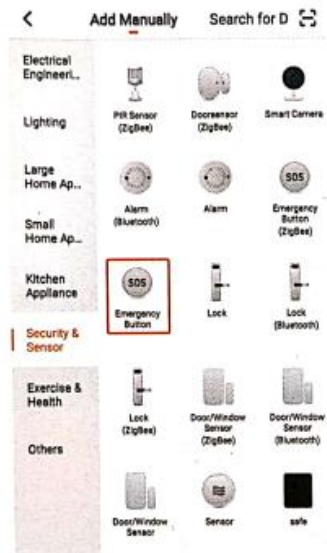 Add Manually
Search for D
Electrical
Engineeri...
Lighting
Large
Home Ap...
Small
Home Ap...
Kitchen
Appliance
Security &
Sensor
Exercise &
Health
Others
PIR Sensor
(ZigBee)
Doorsensor
(ZigBee)
Smart Camera
Alarm
(Bluetooth)
Alarm
SOS
Emergency
Button
(ZigBee)
SOS
Emergency
Button
Lock
Lock
(Bluetooth)
Lock
(ZigBee)
Door/Window
Sensor
(ZigBee)
Door/Window
Sensor
(Bluetooth)
Door/Window
Sensor
Sensor
safe